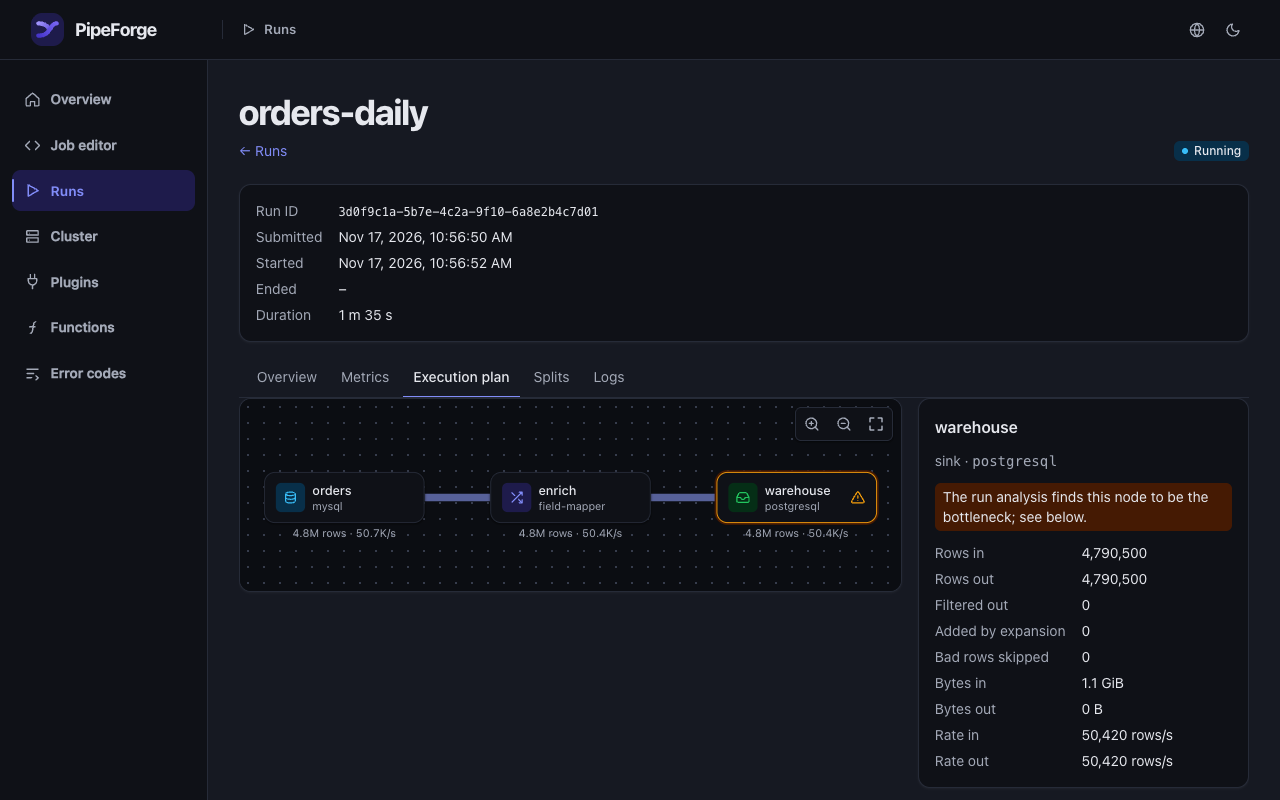 PipeForge
Runs
Overview
Job editor
Runs
Cluster
Plugins
Functions
Error codes
orders-daily
← Runs
Running
Run ID 3d0f9c1a-5b7e-4c2a-9f10-6a8e2b4c7d01
Submitted Nov 17, 2026, 10:56:50 AM
Started Nov 17, 2026, 10:56:52 AM
Ended –
Duration 1 m 35 s
Overview Metrics Execution plan Splits Logs
orders
mysql
4.8M rows · 50.7K/s
enrich
field-mapper
4.8M rows · 50.4K/s
warehouse
postgresql
4.8M rows · 50.4K/s
warehouse
sink · postgresql
The run analysis finds this node to be the
bottleneck; see below.
Rows in 4,790,500
Rows out 4,790,500
Filtered out 0
Added by expansion 0
Bad rows skipped 0
Bytes in 1.1 GiB
Bytes out 0 B
Rate in 50,420 rows/s
Rate out 50,420 rows/s